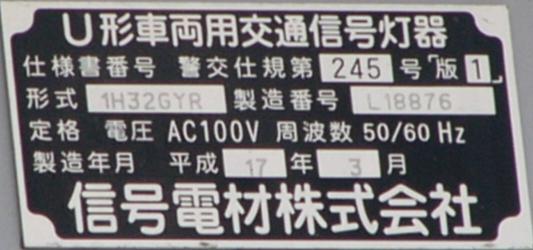 U形車両用交通信号灯器
仕様書番号 警交仕規第 245 号「版 1」
形式 1H32GYR 製造番号 L18876
定格 電圧 AC100V 周波数 50/60 Hz
製造年月 平成 17 年 3 月
信号電材株式会社